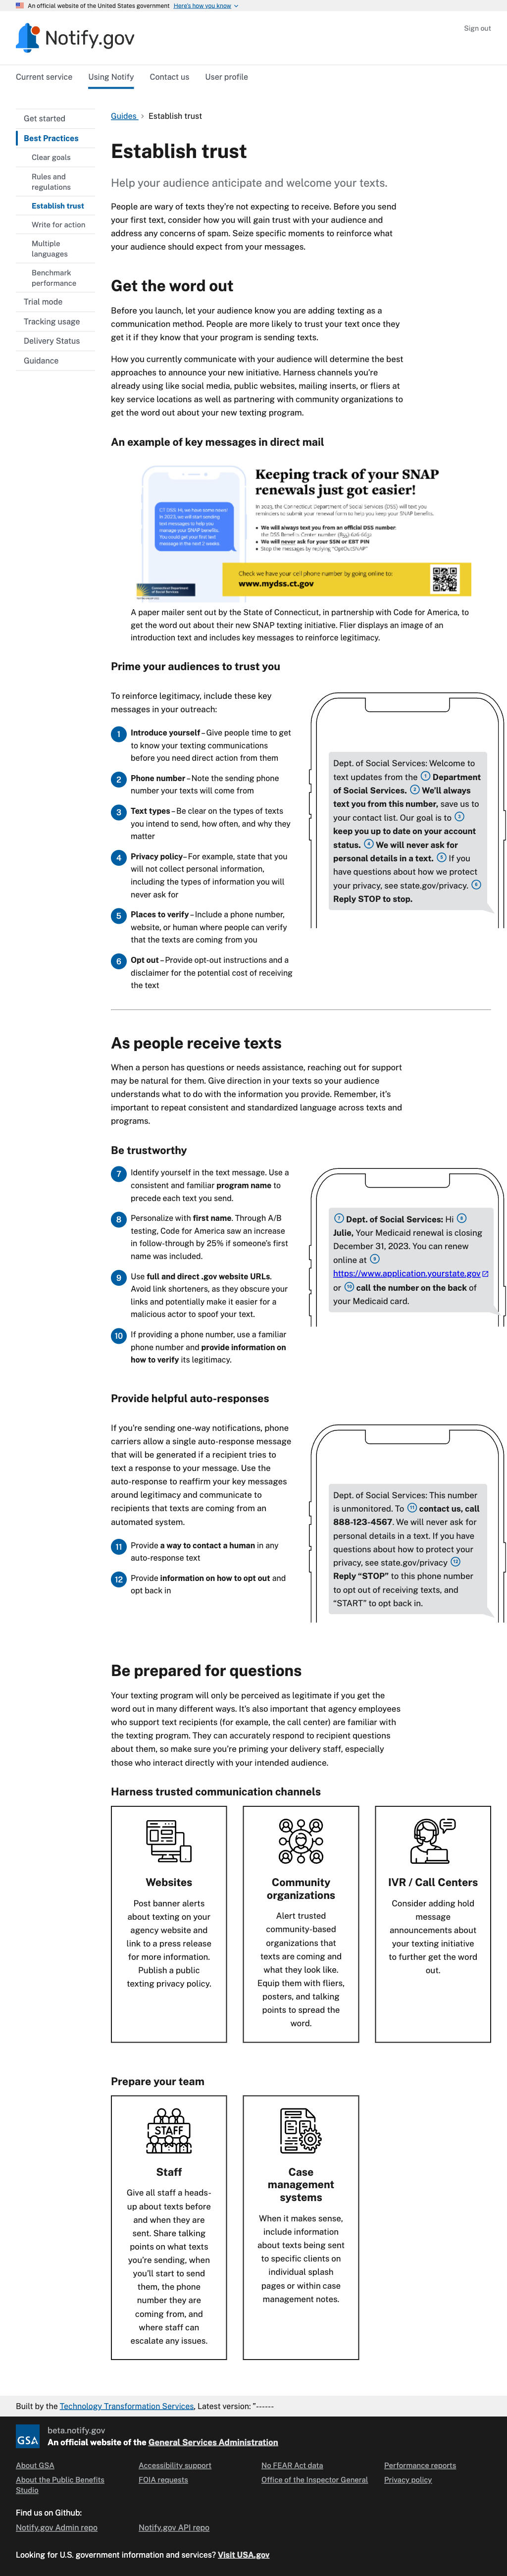 An official website of the United States government Here's how you know
Notify.gov
Sign out
Current service Using Notify Contact us User profile
Get started
Best Practices
Clear goals
Rules and
regulations
Establish trust
Write for action
Multiple
languages
Benchmark
performance
Trial mode
Tracking usage
Delivery Status
Guidance
Guides > Establish trust
Establish trust
Help your audience anticipate and welcome your texts.
People are wary of texts they're not expecting to receive. Before you send
your first text, consider how you will gain trust with your audience and
address any concerns of spam. Seize specific moments to reinforce what
your audience should expect from your messages.
Get the word out
Before you launch, let your audience know you are adding texting as a
communication method. People are more likely to trust your text once they
get it if they know that your program is sending texts.
How you currently communicate with your audience will determine the best
approaches to announce your new initiative. Harness channels you're
already using like social media, public websites, mailing inserts, or fliers at
key service locations as well as partnering with community organizations to
get the word out about your new texting program.
An example of key messages in direct mail
Keeping track of your SNAP
renewals just got easier!
In 2023, the Connecticut Department of Social Services (DSS) will text you
reminders to submit your renewal form for SNAP benefits.
• We will always text you from an official DSS number:
the DSS Benefits Center number
• We will never ask for your SSN or EBT PIN
• Stop the messages by replying "OptOutSNAP"
CT DSS: Hi, we have some news!
In 2023, we will start sending
text messages to help you
manage your SNAP benefits.
You could get your first text
message in the next 2 weeks.
Connecticut Department
of Social Services
Check we have your cell phone number by going online to:
www.mydss.ct.gov
A paper mailer sent out by the State of Connecticut, in partnership with Code for America, to
get the word out about their new SNAP texting initiative. Flier displays an image of an
introduction text and includes key messages to reinforce legitimacy.
Prime your audiences to trust you
To reinforce legitimacy, include these key
messages in your outreach:
1 Introduce yourself – Give people time to get
to know your texting communications
before you need direct action from them
2 Phone number – Note the sending phone
number your texts will come from
3 Text types – Be clear on the types of texts
you intend to send, how often, and why they
matter
4 Privacy policy – For example, state that you
will not collect personal information,
including the types of information you will
never ask for
5 Places to verify – Include a phone number,
website, or human where people can verify
that the texts are coming from you
6 Opt out – Provide opt-out instructions and a
disclaimer for the potential cost of receiving
the text
Dept. of Social Services: Welcome to
text updates from the 1 Department
of Social Services. 2 We'll always
text you from this number, save us to
your contact list. Our goal is to 3
keep you up to date on your account
status. 4 We will never ask for
personal details in a text. 5 If you
have questions about how we protect
your privacy, see state.gov/privacy. 6
Reply STOP to stop.
As people receive texts
When a person has questions or needs assistance, reaching out for support
may be natural for them. Give direction in your texts so your audience
understands what to do with the information you provide. Remember, it's
important to repeat consistent and standardized language across texts and
programs.
Be trustworthy
7 Identify yourself in the text message. Use a
consistent and familiar program name to
precede each text you send.
8 Personalize with first name. Through A/B
testing, Code for America saw an increase
in follow-through by 25% if someone's first
name was included.
9 Use full and direct .gov website URLs.
Avoid link shorteners, as they obscure your
links and potentially make it easier for a
malicious actor to spoof your text.
10 If providing a phone number, use a familiar
phone number and provide information on
how to verify its legitimacy.
7 Dept. of Social Services: Hi 8
Julie, Your Medicaid renewal is closing
December 31, 2023. You can renew
online at 9
https://www.application.yourstate.gov
or 10 call the number on the back of
your Medicaid card.
Provide helpful auto-responses
If you're sending one-way notifications, phone
carriers allow a single auto-response message
that will be generated if a recipient tries to
text a response to your message. Use the
auto-response to reaffirm your key messages
around legitimacy and communicate to
recipients that texts are coming from an
automated system.
11 Provide a way to contact a human in any
auto-response text
12 Provide information on how to opt out and
opt back in
Dept. of Social Services: This number
is unmonitored. To 11 contact us, call
888-123-4567. We will never ask for
personal details in a text. If you have
questions about how to protect your
privacy, see state.gov/privacy 12
Reply "STOP" to this phone number
to opt out of receiving texts, and
"START" to opt back in.
Be prepared for questions
Your texting program will only be perceived as legitimate if you get the
word out in many different ways. It's also important that agency employees
who support text recipients (for example, the call center) are familiar with
the texting program. They can accurately respond to recipient questions
about them, so make sure you're priming your delivery staff, especially
those who interact directly with your intended audience.
Harness trusted communication channels
Websites
Post banner alerts
about texting on your
agency website and
link to a press release
for more information.
Publish a public
texting privacy policy.
Community
organizations
Alert trusted
community-based
organizations that
texts are coming and
what they look like.
Equip them with fliers,
posters, and talking
points to spread the
word.
IVR / Call Centers
Consider adding hold
message
announcements about
your texting initiative
to further get the word
out.
Prepare your team
STAFF
Staff
Give all staff a heads-
up about texts before
and when they are
sent. Share talking
points on what texts
you're sending, when
you'll start to send
them, the phone
number they are
coming from, and
where staff can
escalate any issues.
Case
management
systems
When it makes sense,
include information
about texts being sent
to specific clients on
individual splash
pages or within case
management notes.
Built by the Technology Transformation Services, Latest version: "------
GSA
beta.notify.gov
An official website of the General Services Administration
About GSA Accessibility support No FEAR Act data Performance reports
About the Public Benefits
Studio
FOIA requests Office of the Inspector General Privacy policy
Find us on Github:
Notify.gov Admin repo Notify.gov API repo
Looking for U.S. government information and services? Visit USA.gov